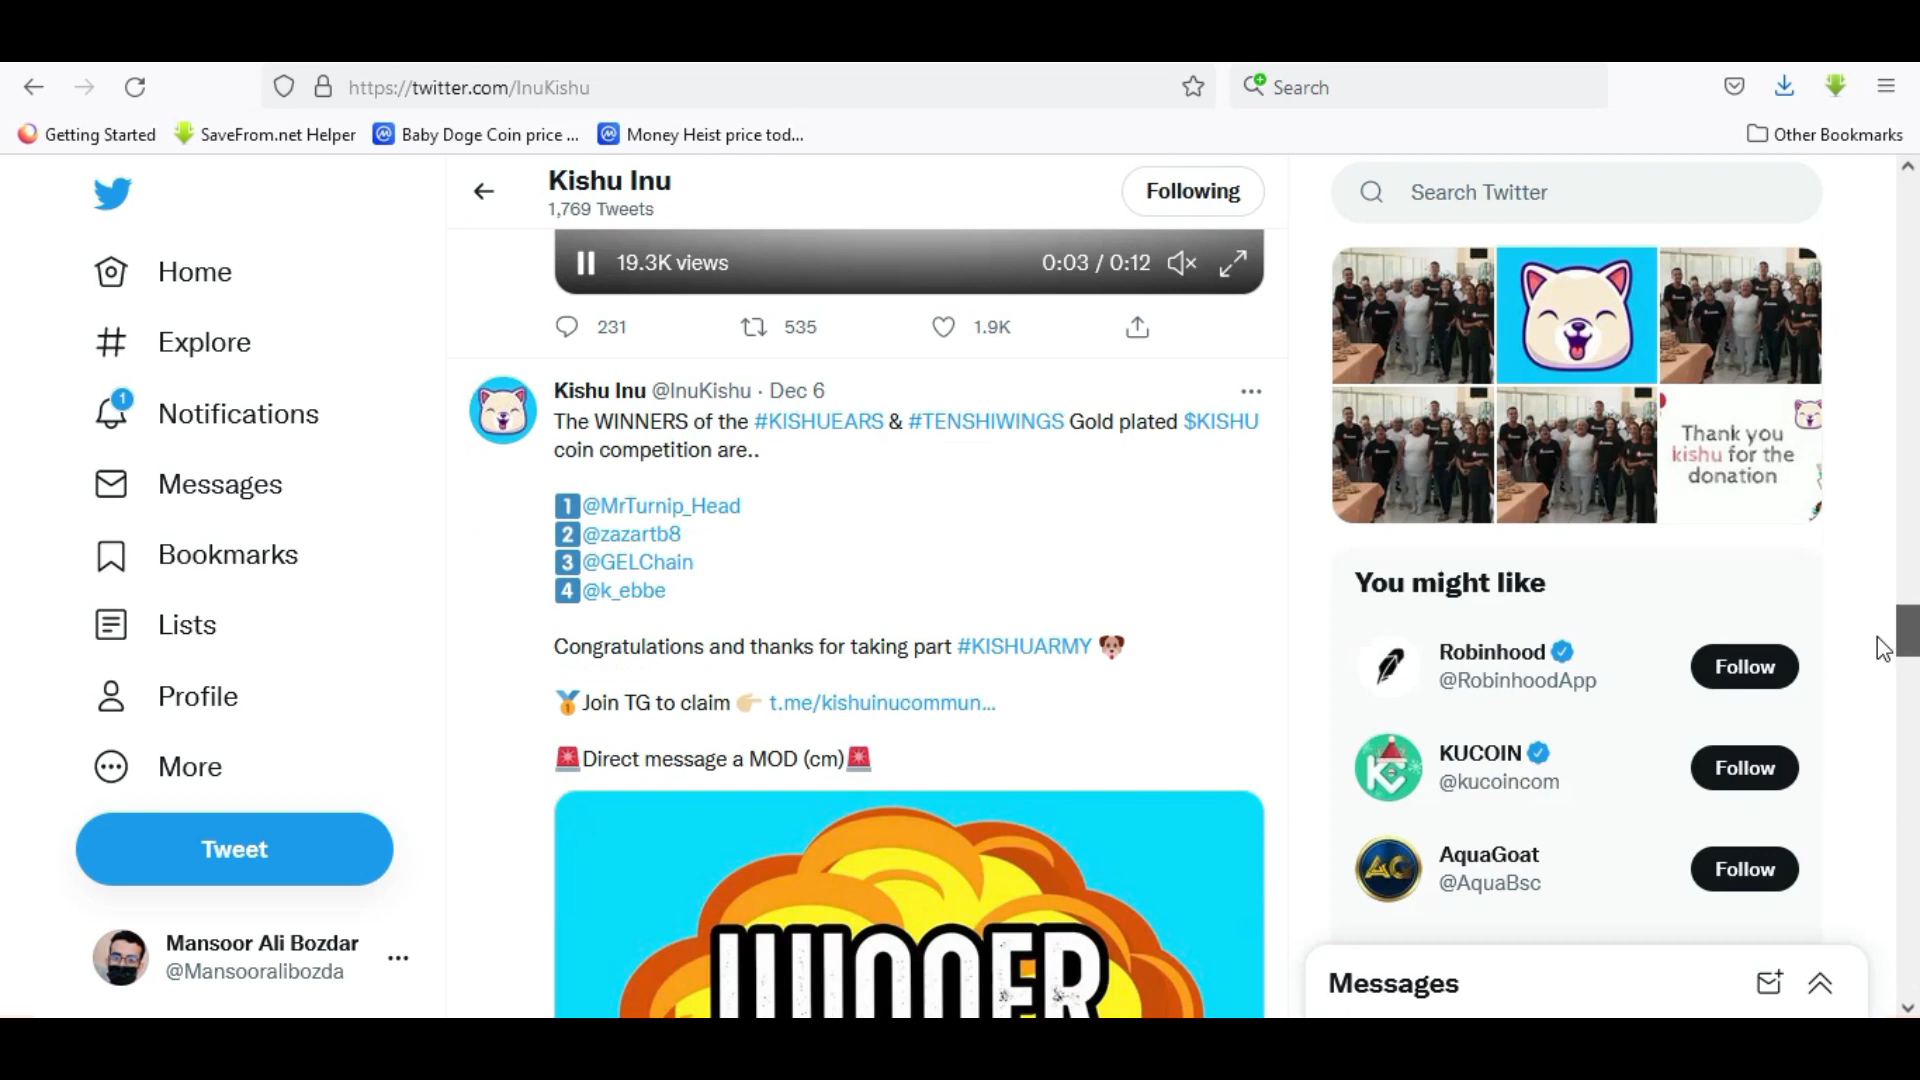 https://twitter.com/InuKishu
Search
Getting Started
SaveFrom.net Helper
Baby Doge Coin price ...
Money Heist price tod...
Other Bookmarks
Kishu Inu
1,769 Tweets
Following
Search Twitter
Home
Explore
1
Notifications
Messages
Bookmarks
Lists
Profile
More
Tweet
Mansoor Ali Bozdar
@Mansooralibozda
19.3K views
0:03 / 0:12
231
535
1.9K
Kishu Inu @InuKishu · Dec 6
The WINNERS of the #KISHUEARS & #TENSHIWINGS Gold plated $KISHU
coin competition are..
1 @MrTurnip_Head
2 @zazartb8
3 @GELChain
4 @k_ebbe
Congratulations and thanks for taking part #KISHUARMY 🐶
🥇Join TG to claim 👉🏼 t.me/kishuinucommun...
🚨Direct message a MOD (cm)🚨
Thank you
kishu for the
donation
You might like
Robinhood
@RobinhoodApp
Follow
KUCOIN
@kucoincom
Follow
AG
AquaGoat
@AquaBsc
Follow
Messages